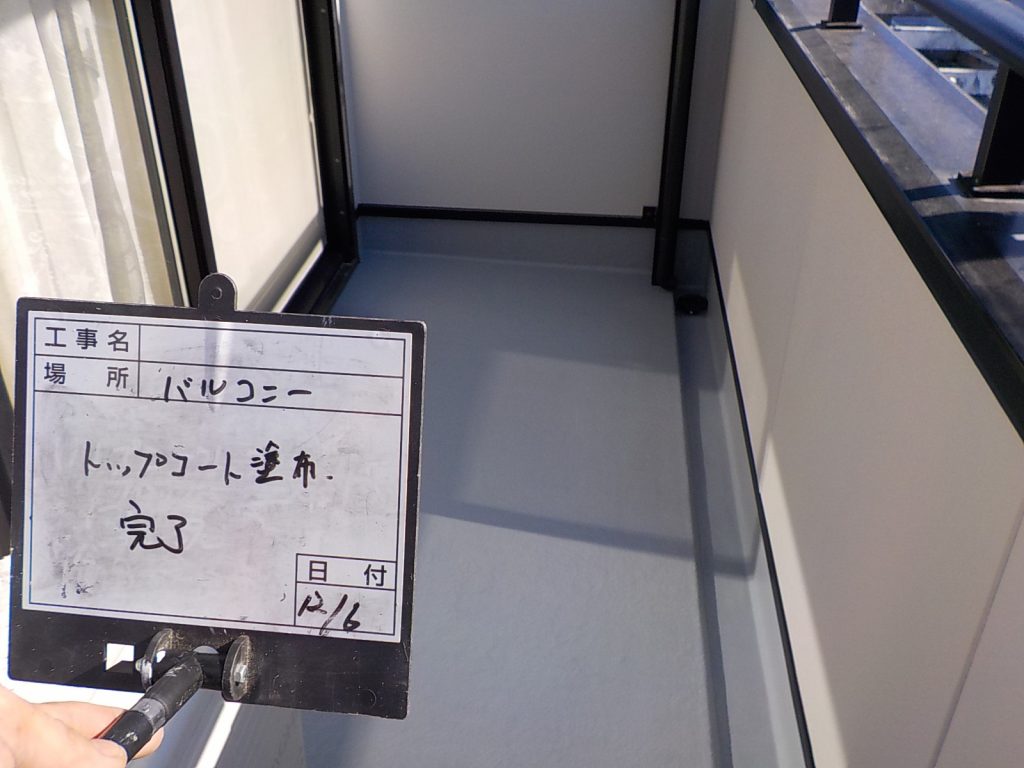 工事名
場所 バルコニー
トップコート塗布.
完了
日付
12/6